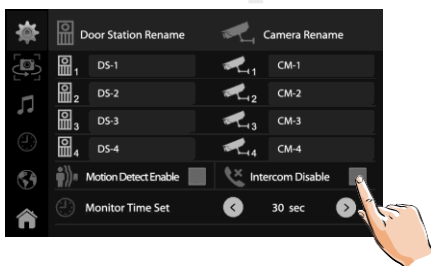 Door Station Rename Camera Rename
1 DS-1 1 CM-1
2 DS-2 2 CM-2
3 DS-3 3 CM-3
4 DS-4 4 CM-4
Motion Detect Enable Intercom Disable
Monitor Time Set < 30 sec >